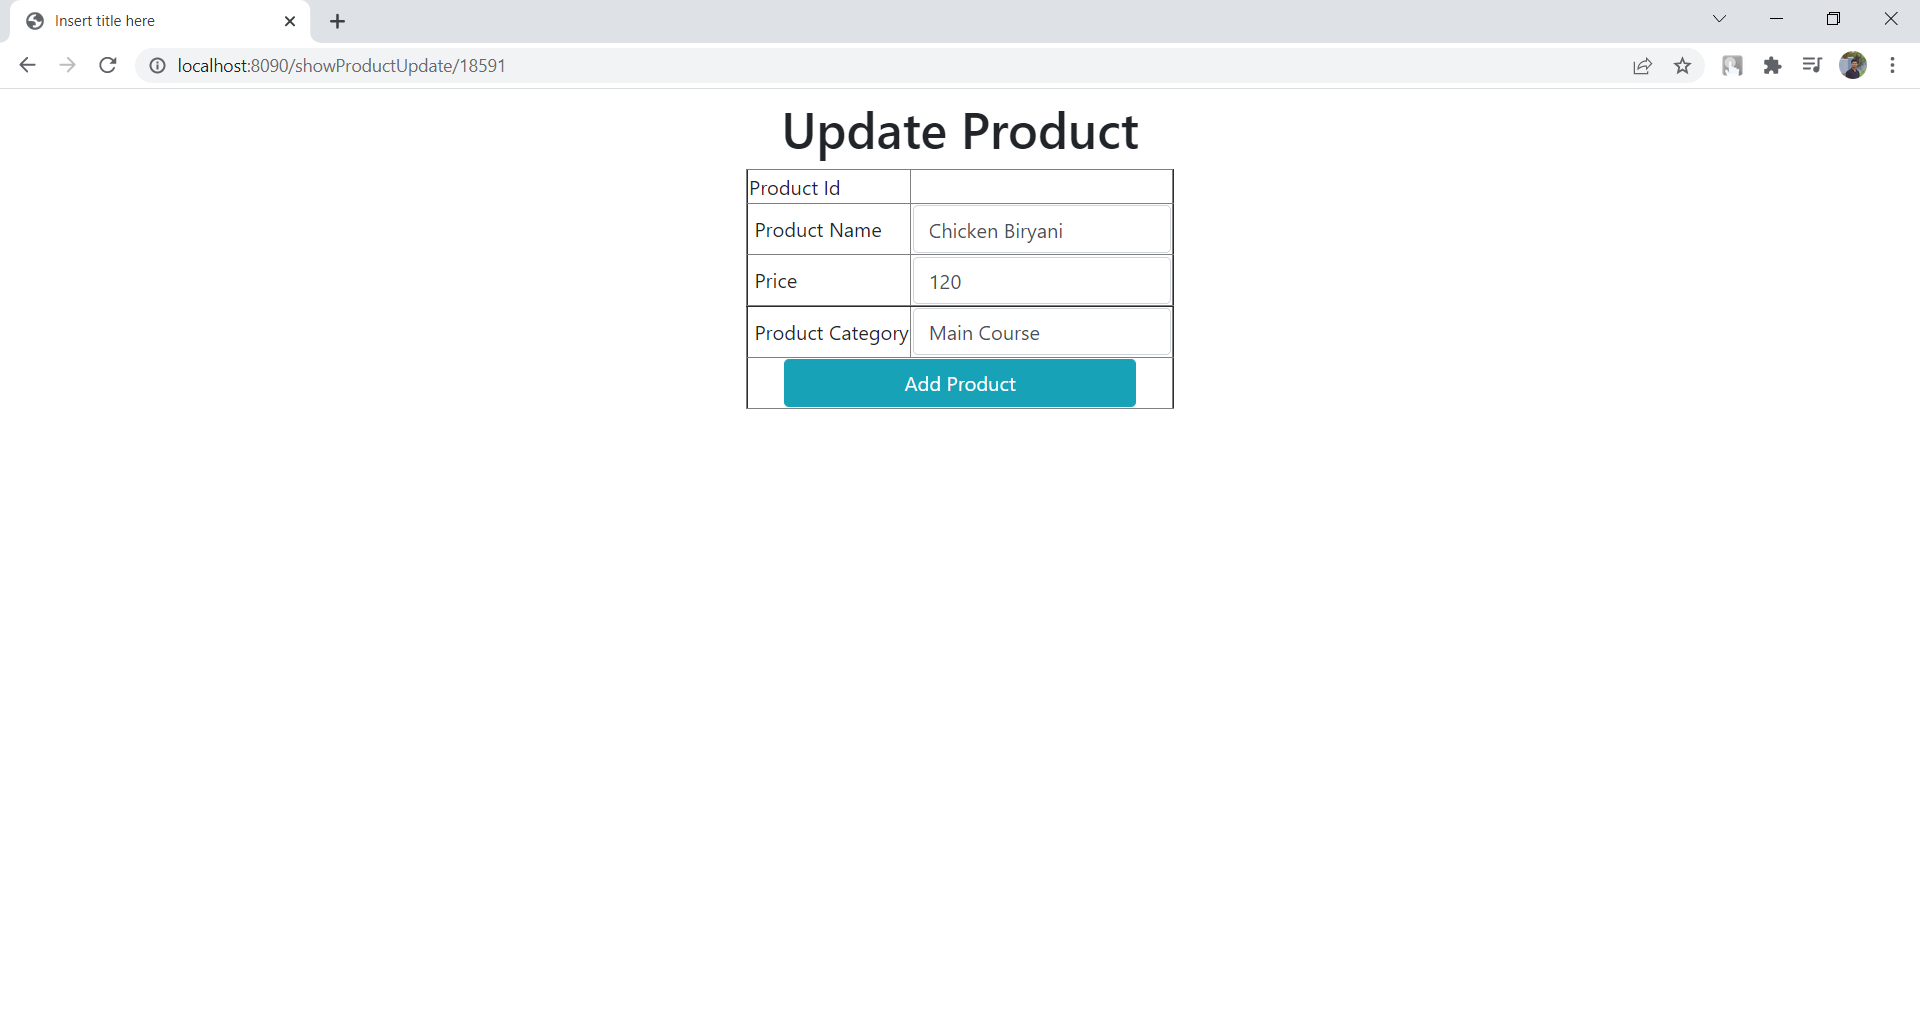 Insert title here
localhost:8090/showProductUpdate/18591
Update Product
Product Id
Product Name Chicken Biryani
Price 120
Product Category Main Course
Add Product